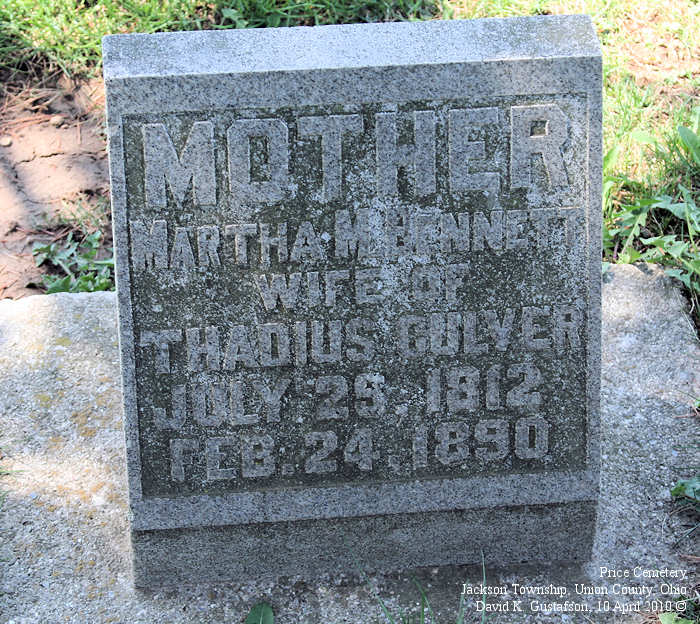 MOTHER
MARTHA M. BENNETT
WIFE OF
THADIUS CULVER
JULY 29, 1812
FEB. 24, 1890
Price Cemetery
Jackson Township, Union County, Ohio
David K. Gustafson, 10 April 2010 ©